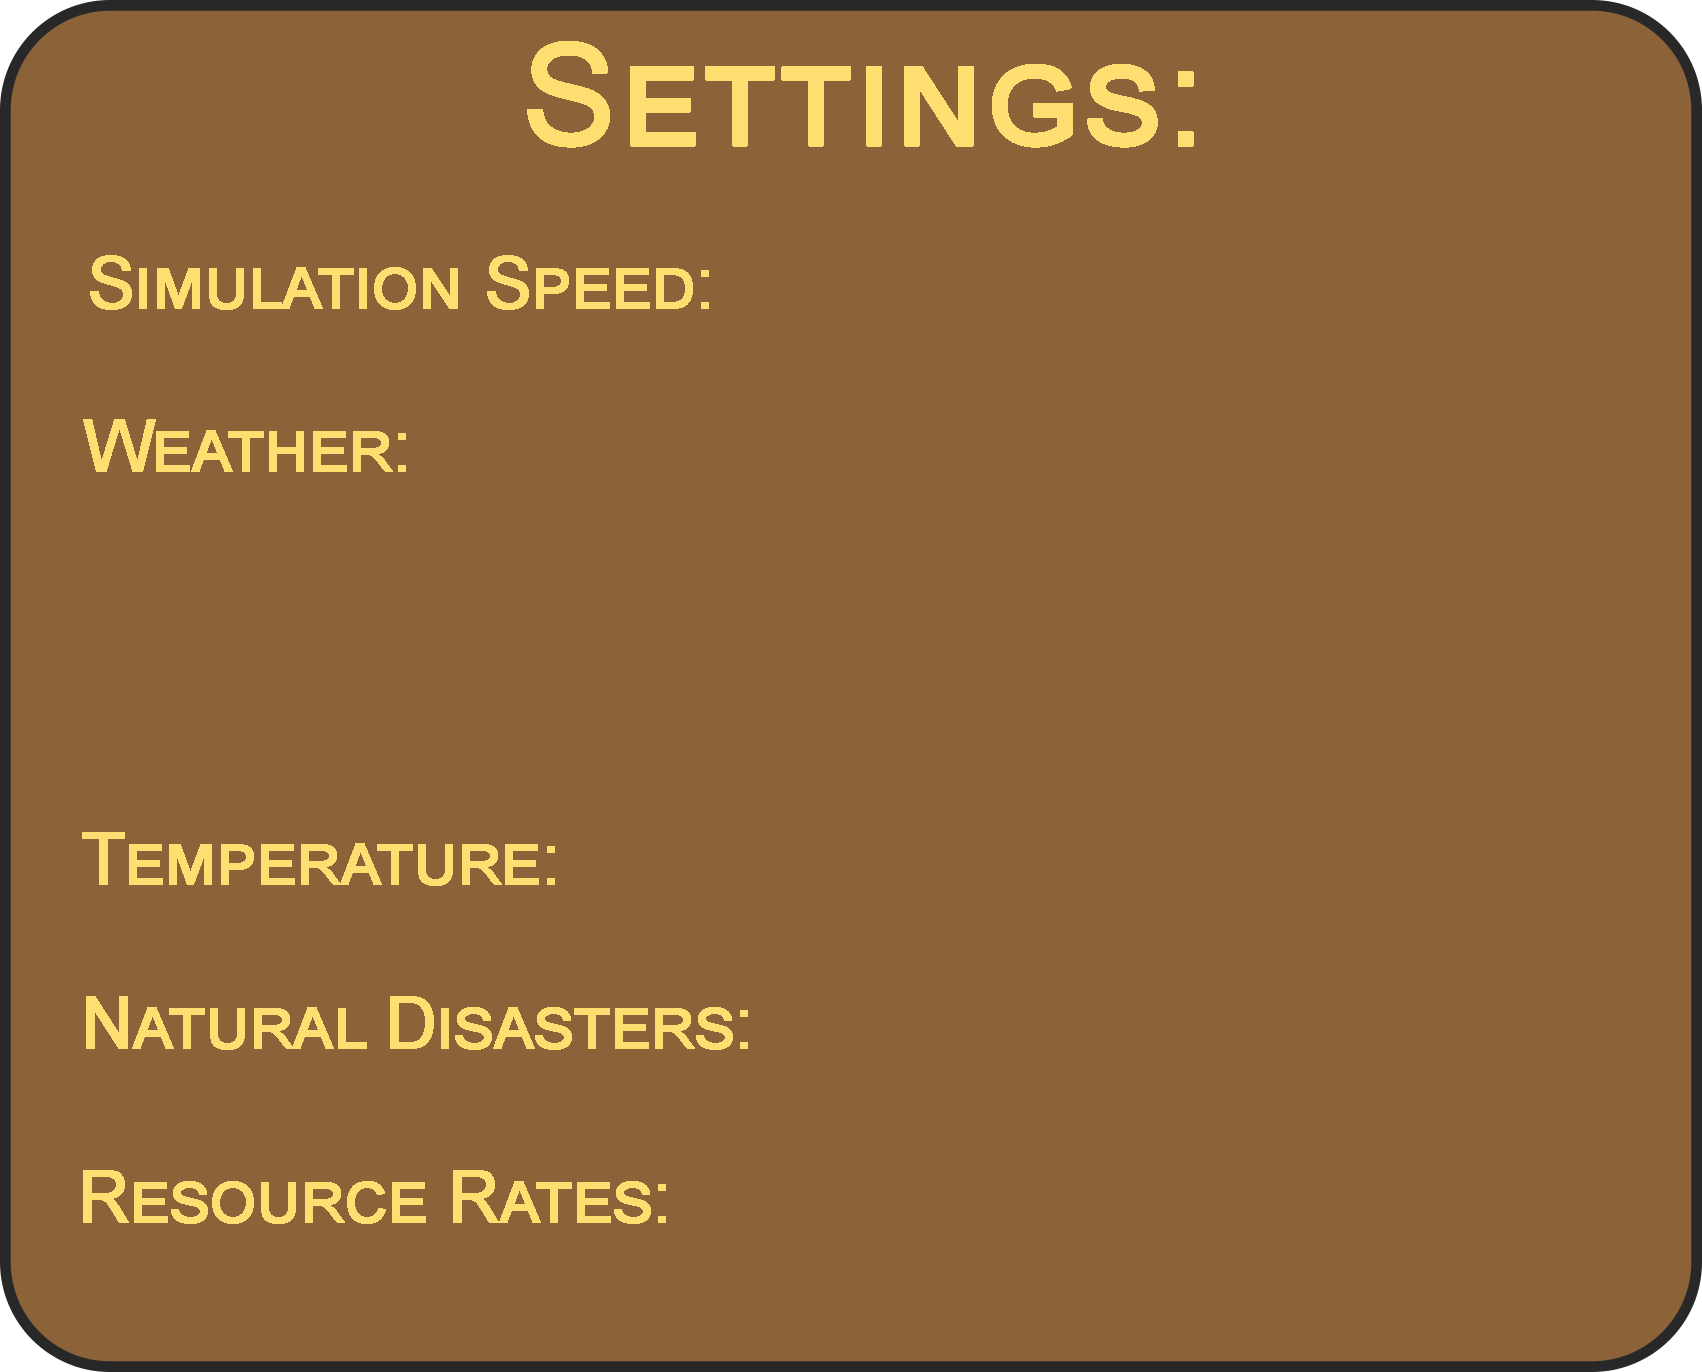 Settings:
Simulation Speed:
Weather:
Temperature:
Natural Disasters:
Resource Rates: